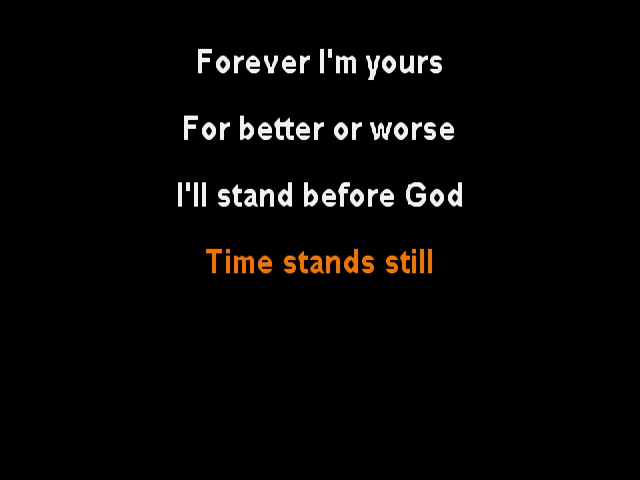 Forever I'm yours
For better or worse
I'll stand before God
Time stands still